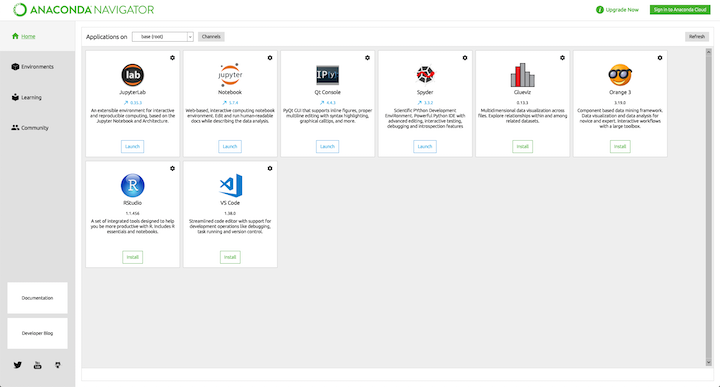 ANACONDA NAVIGATOR
Upgrade Now
Sign in to Anaconda Cloud
Home
Environments
Learning
Community
Documentation
Developer Blog
Applications on
base (root)
Channels
Refresh
lab
JupyterLab
0.35.3
An extensible environment for interactive
and reproducible computing, based on the
Jupyter Notebook and Architecture.
Launch
jupyter
Notebook
5.7.4
Web-based, interactive computing notebook
environment. Edit and run human-readable
docs while describing the data analysis.
Launch
IP[y]:
Qt Console
4.4.3
PyQt GUI that supports inline figures, proper
multiline editing with syntax highlighting,
graphical calltips, and more.
Launch
Spyder
3.3.2
Scientific PYthon Development
EnviRonment. Powerful Python IDE with
advanced editing, interactive testing,
debugging and introspection features
Launch
Glueviz
0.13.3
Multidimensional data visualization across
files. Explore relationships within and among
related datasets.
Install
Orange 3
3.19.0
Component based data mining framework.
Data visualization and data analysis for
novice and expert. Interactive workflows
with a large toolbox.
Install
R
RStudio
1.1.456
A set of integrated tools designed to help
you be more productive with R. Includes R
essentials and notebooks.
Install
VS Code
1.38.0
Streamlined code editor with support for
development operations like debugging,
task running and version control.
Install